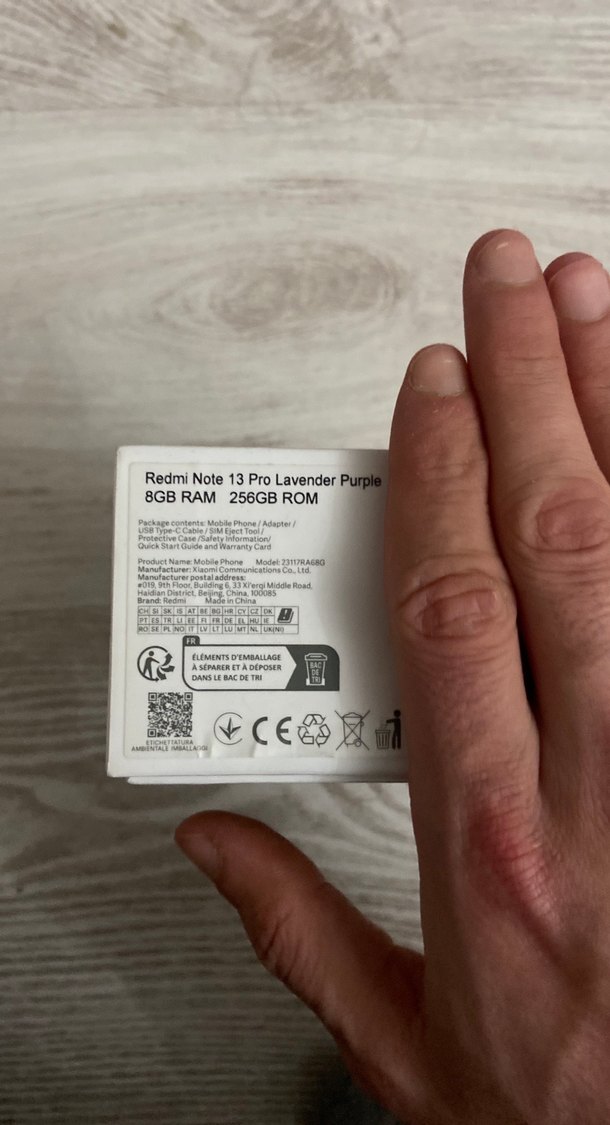 Redmi Note 13 Pro Lavender Purple
8GB RAM 256GB ROM
Package contents: Mobile Phone / Adapter /
USB Type-C Cable / SIM Eject Tool /
Protective Case /Safety Information/
Quick Start Guide and Warranty Card
Product Name: Mobile Phone Model: 23117RA68G
Manufacturer: Xiaomi Communications Co., Ltd.
Manufacturer postal address:
#019, 9th Floor, Building 6, 33 Xi'erqi Middle Road,
Haidian District, Beijing, China, 100085
Brand: Redmi Made in China
CH SI SK IS AT BE BG HR CY CZ DK
PT ES TR LI EE FI FR DE EL HU IE
RO SE PL NO IT LV LT LU MT NL UK(NI)
FR
ÉLÉMENTS D'EMBALLAGE
À SÉPARER ET À DÉPOSER
DANS LE BAC DE TRI
BAC
DE
TRI
ETICHETTATURA
AMBIENTALE IMBALLAGGI
CE